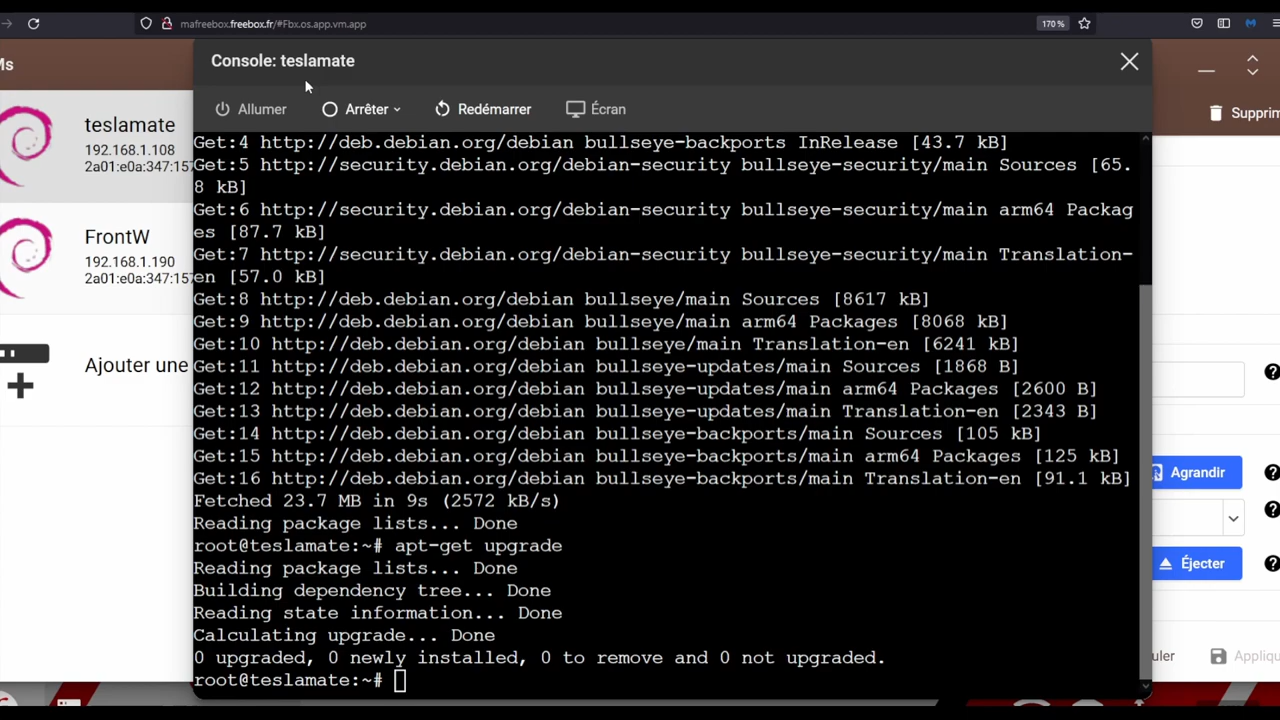 mafreebox.freebox.fr/#Fbx.os.app.vm.app
170 %
Ms
Console: teslamate
Allumer
Arrêter
Redémarrer
Écran
Supprim
teslamate
192.168.1.108
2a01:e0a:347:157
FrontW
192.168.1.190
2a01:e0a:347:157
Ajouter une
Get:4 http://deb.debian.org/debian bullseye-backports InRelease [43.7 kB]
Get:5 http://security.debian.org/debian-security bullseye-security/main Sources [65.
8 kB]
Get:6 http://security.debian.org/debian-security bullseye-security/main arm64 Packag
es [87.7 kB]
Get:7 http://security.debian.org/debian-security bullseye-security/main Translation-
en [57.0 kB]
Get:8 http://deb.debian.org/debian bullseye/main Sources [8617 kB]
Get:9 http://deb.debian.org/debian bullseye/main arm64 Packages [8068 kB]
Get:10 http://deb.debian.org/debian bullseye/main Translation-en [6241 kB]
Get:11 http://deb.debian.org/debian bullseye-updates/main Sources [1868 B]
Get:12 http://deb.debian.org/debian bullseye-updates/main arm64 Packages [2600 B]
Get:13 http://deb.debian.org/debian bullseye-updates/main Translation-en [2343 B]
Get:14 http://deb.debian.org/debian bullseye-backports/main Sources [105 kB]
Get:15 http://deb.debian.org/debian bullseye-backports/main arm64 Packages [125 kB]
Get:16 http://deb.debian.org/debian bullseye-backports/main Translation-en [91.1 kB]
Fetched 23.7 MB in 9s (2572 kB/s)
Reading package lists... Done
root@teslamate:~# apt-get upgrade
Reading package lists... Done
Building dependency tree... Done
Reading state information... Done
Calculating upgrade... Done
0 upgraded, 0 newly installed, 0 to remove and 0 not upgraded.
root@teslamate:~#
Agrandir
Éjecter
uler
Appliqu